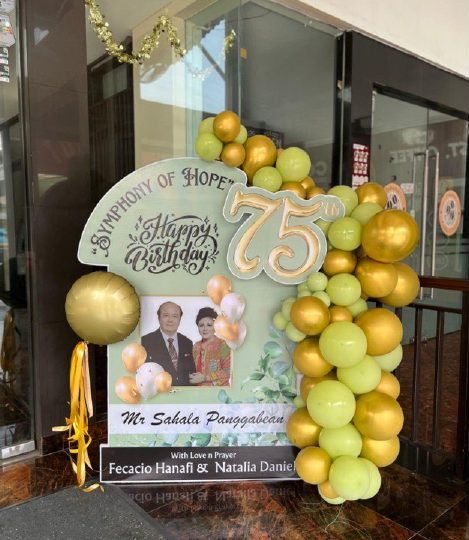 "SYMPHONY OF HOPE"
Happy
Birthday
75th
Mr Sahala Panggabean
With Love n Prayer
Fecacio Hanafi & Natalia Daniel